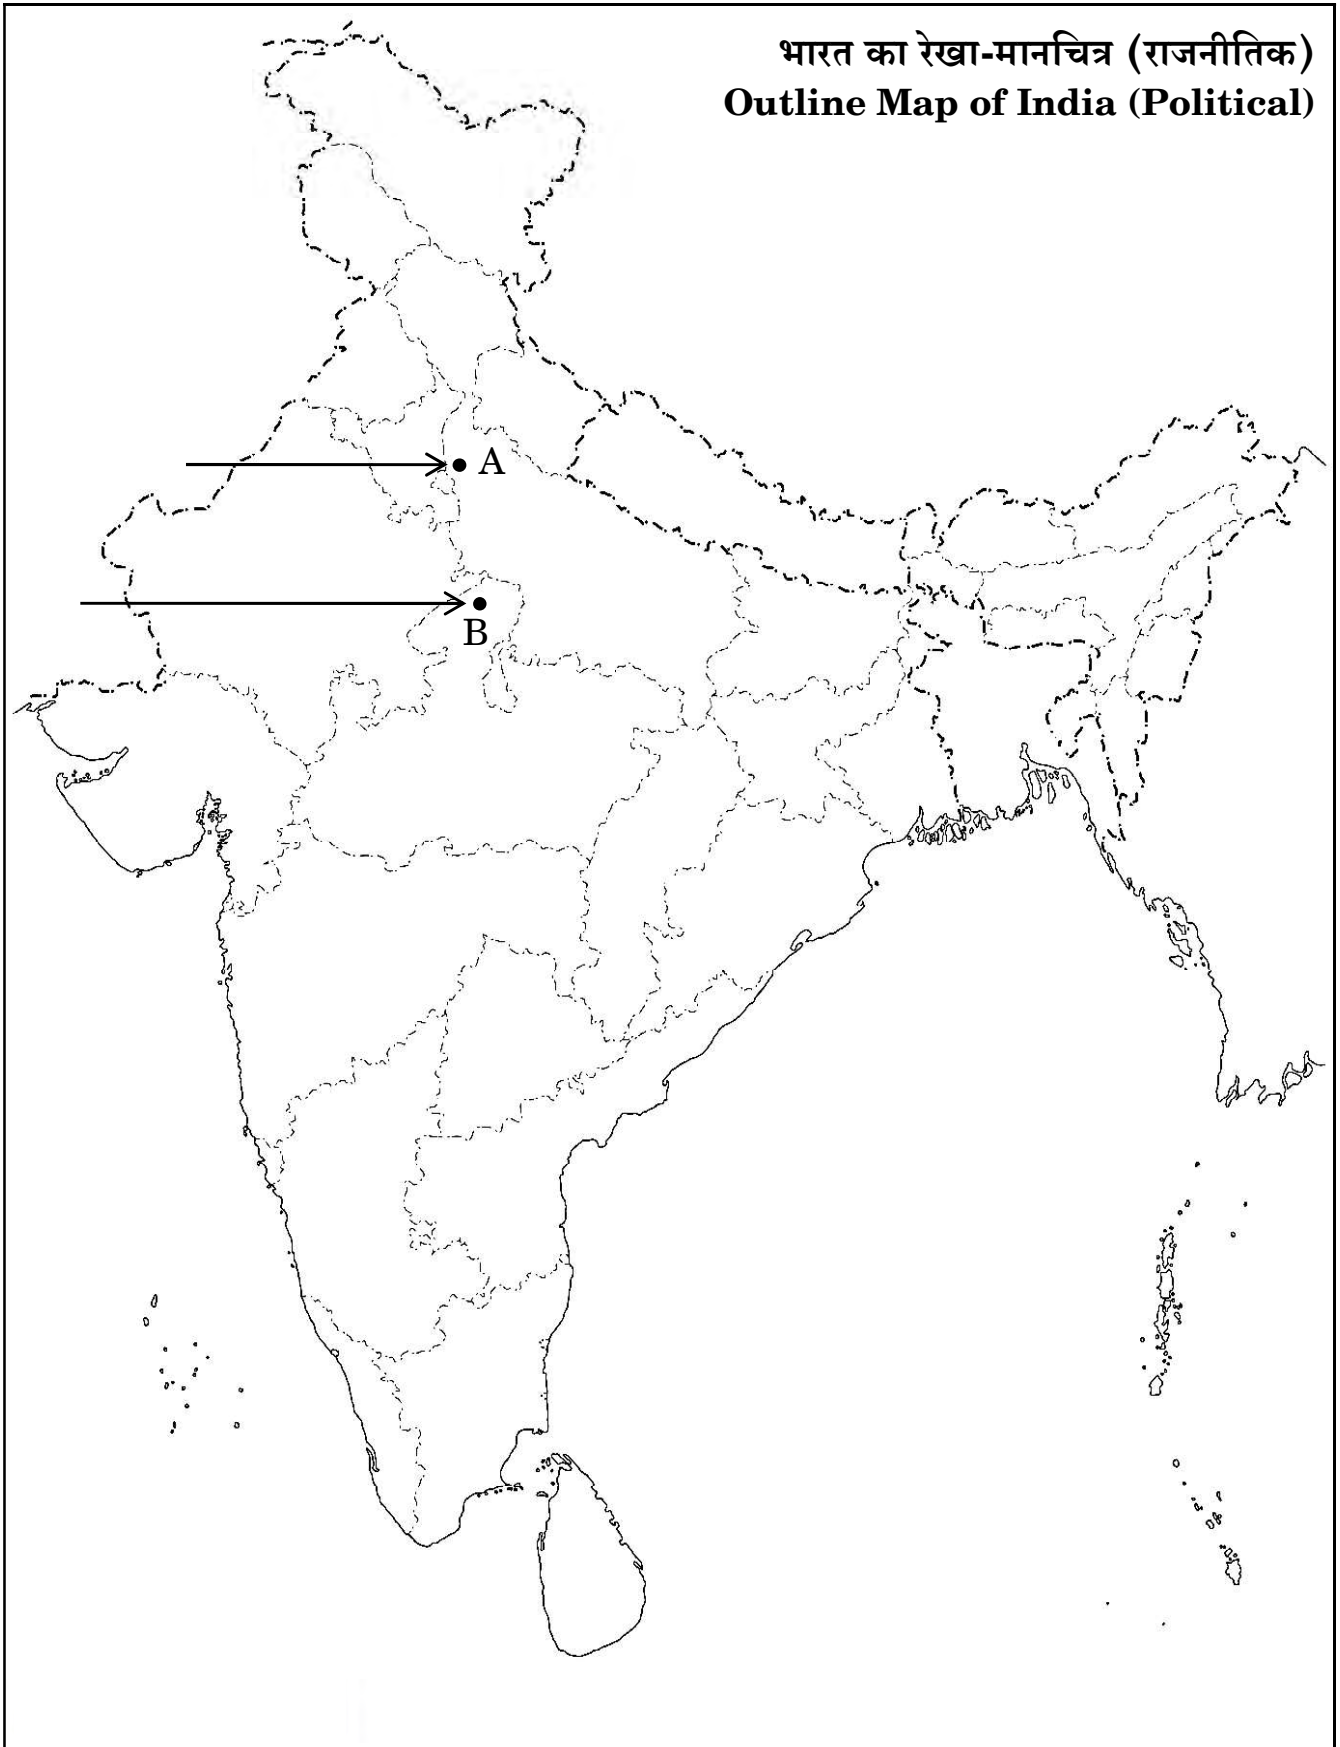 भारत का रेखा-मानचित्र (राजनीतिक)
Outline Map of India (Political)
A
B